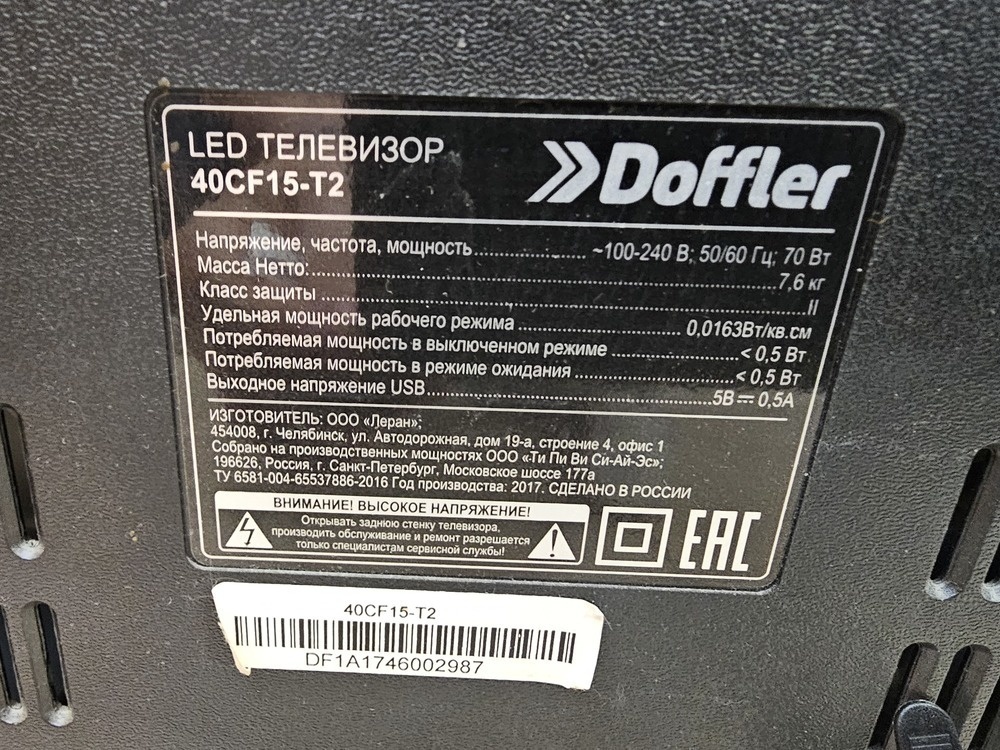 LED ТЕЛЕВИЗОР
40CF15-T2
Doffler
Напряжение, частота, мощность.................... ~100-240 В; 50/60 Гц; 70 Вт
Масса Нетто:....................7,6 кг
Класс защиты ....................II
Удельная мощность рабочего режима ....................0,0163Вт/кв.см
Потребляемая мощность в выключенном режиме ....................< 0,5 Вт
Потребляемая мощность в режиме ожидания ....................< 0,5 Вт
Выходное напряжение USB....................5В⎓0,5А
ИЗГОТОВИТЕЛЬ: ООО «Леран»;
454008, г. Челябинск, ул. Автодорожная, дом 19-а, строение 4, офис 1
Собрано на производственных мощностях ООО «Ти Пи Ви Си-Ай-Эс»;
196626, Россия, г. Санкт-Петербург, Московское шоссе 177а
ТУ 6581-004-65537886-2016 Год производства: 2017. СДЕЛАНО В РОССИИ
ВНИМАНИЕ! ВЫСОКОЕ НАПРЯЖЕНИЕ!
Открывать заднюю стенку телевизора,
производить обслуживание и ремонт разрешается
только специалистам сервисной службы!
EAC
40CF15-T2
DF1A1746002987